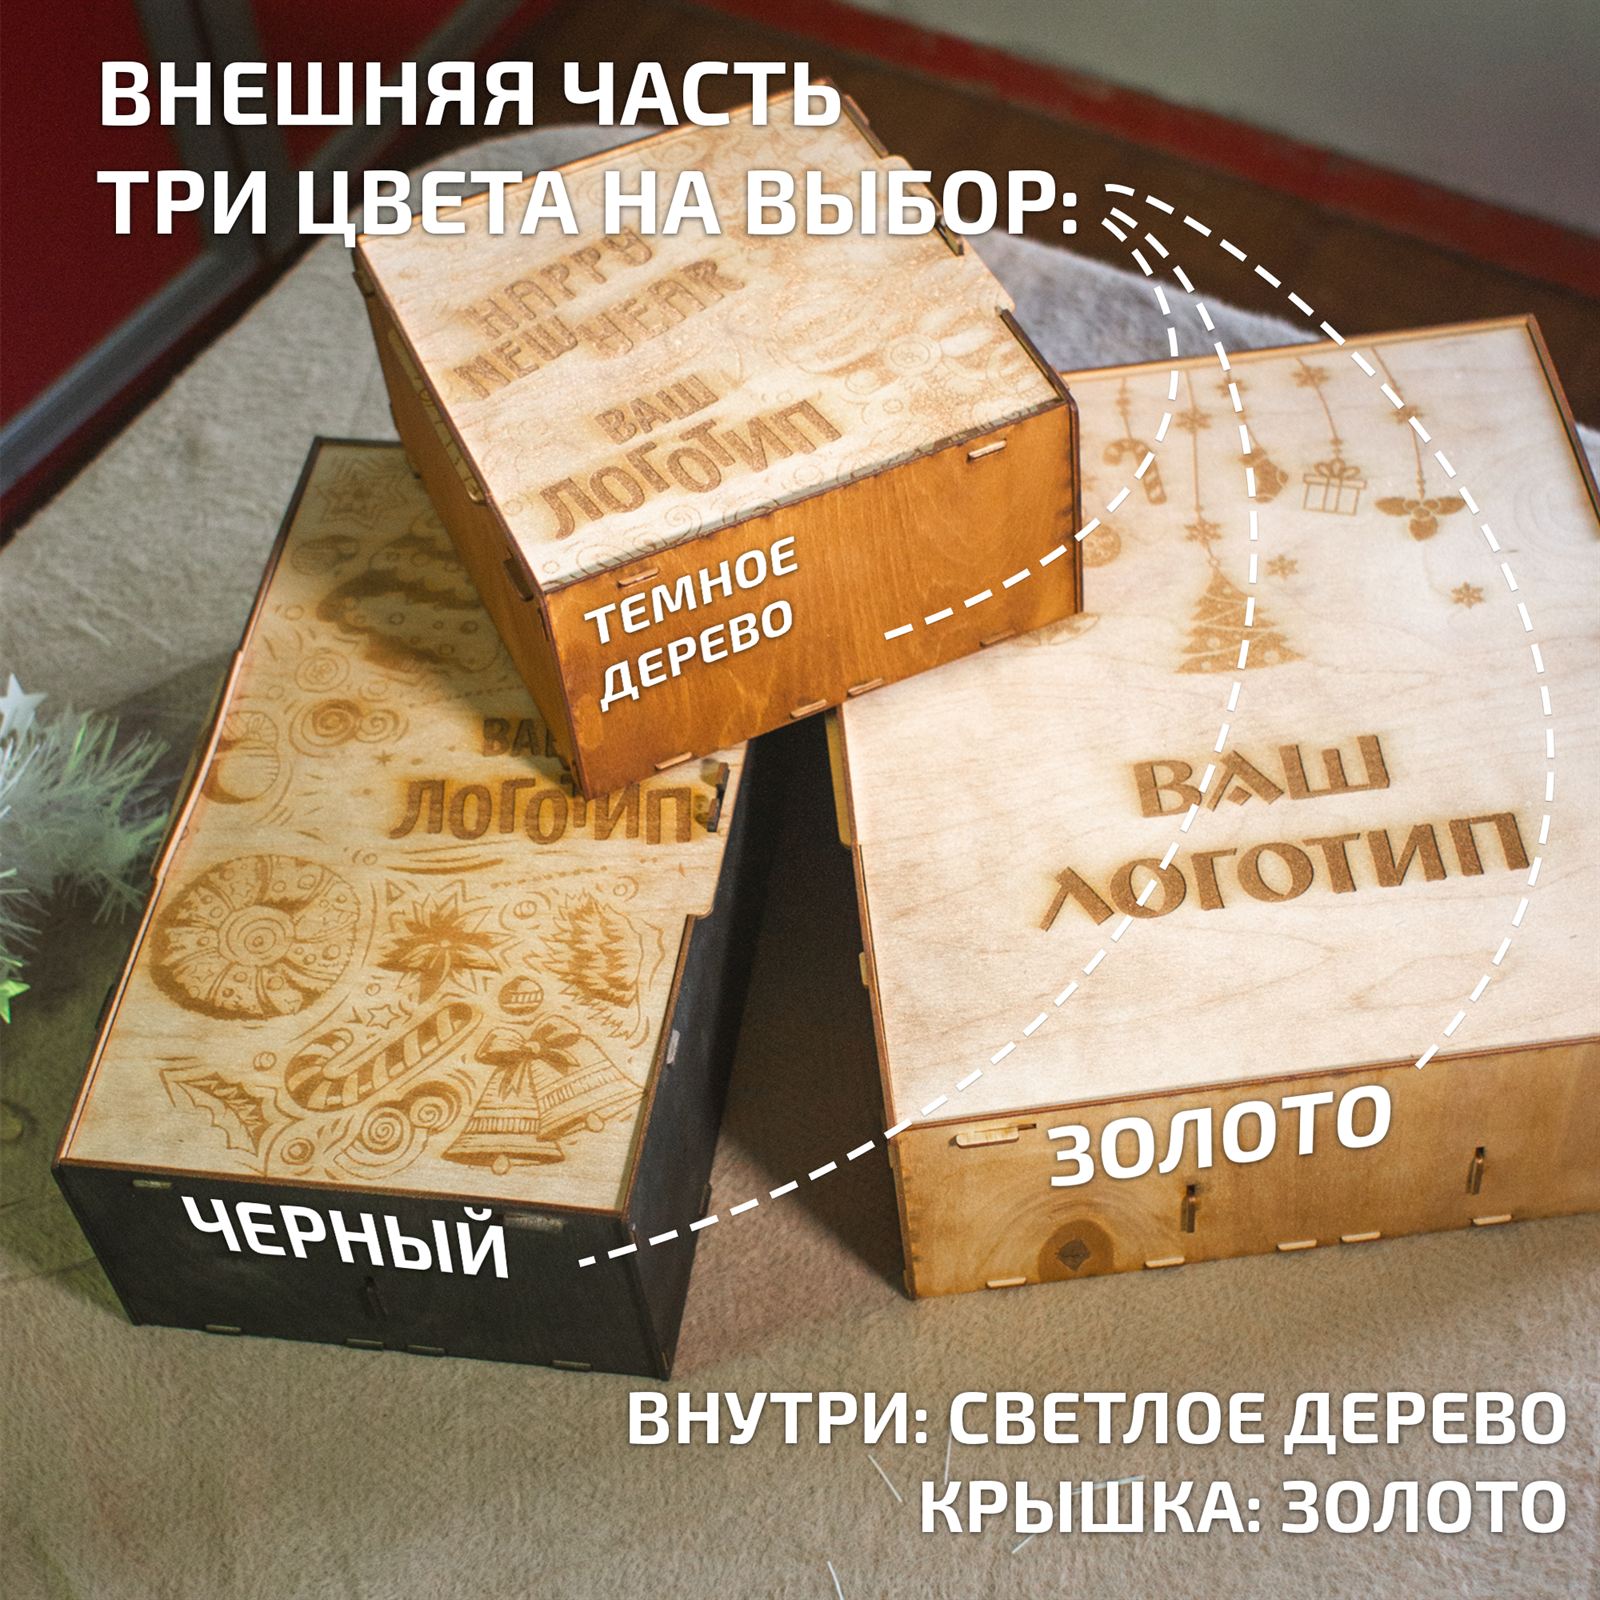 ВНЕШНЯЯ ЧАСТЬ
ТРИ ЦВЕТА НА ВЫБОР:
HAPPY
NEW YEAR
ВАШ
ЛОГОТИП
ТЕМНОЕ
ДЕРЕВО
ЛОГОТИП
ВАШ
ЛОГОТИП
ЗОЛОТО
ЧЕРНЫЙ
ВНУТРИ: СВЕТЛОЕ ДЕРЕВО
КРЫШКА: ЗОЛОТО